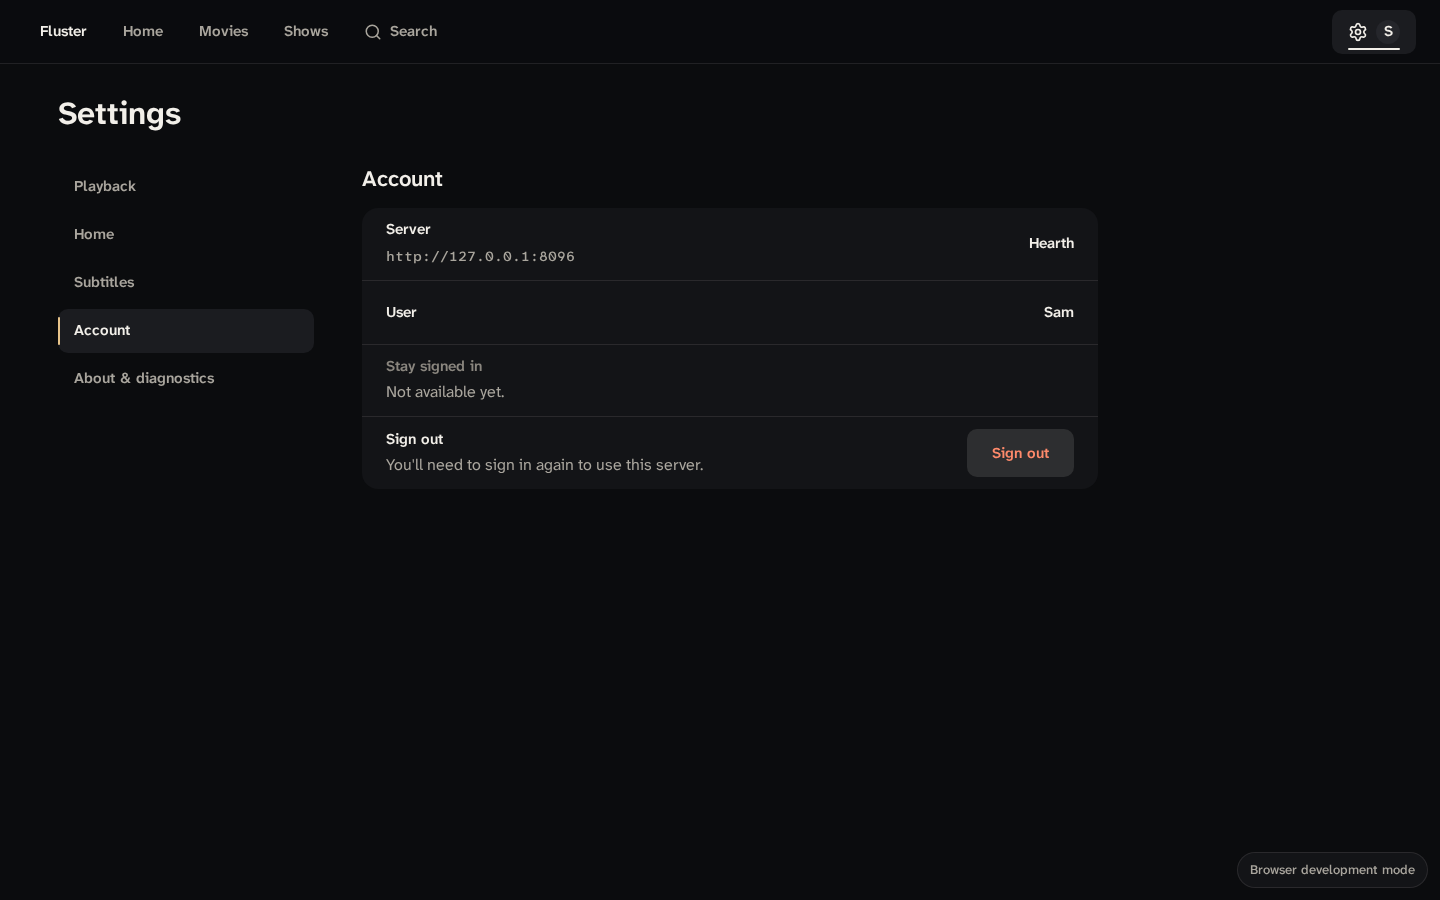 Fluster
Home
Movies
Shows
Search
S
Settings
Playback
Home
Subtitles
Account
About & diagnostics
Account
Server
http://127.0.0.1:8096
Hearth
User
Sam
Stay signed in
Not available yet.
Sign out
You'll need to sign in again to use this server.
Sign out
Browser development mode